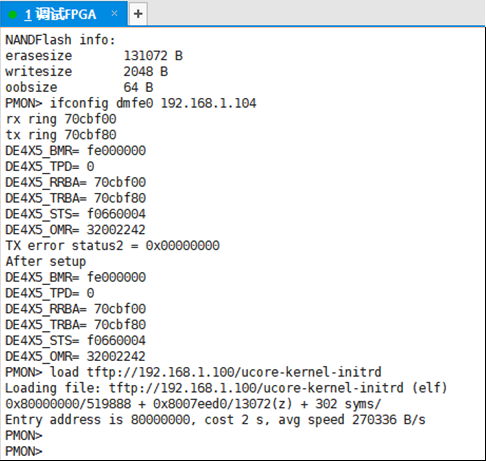 1 调试FPGA
NANDFlash info:
erasesize 131072 B
writesize 2048 B
oobsize 64 B
PMON> ifconfig dmfe0 192.168.1.104
rx ring 70cbf00
tx ring 70cbf80
DE4X5_BMR= fe000000
DE4X5_TPD= 0
DE4X5_RRBA= 70cbf00
DE4X5_TRBA= 70cbf80
DE4X5_STS= f0660004
DE4X5_OMR= 32002242
TX error status2 = 0x00000000
After setup
DE4X5_BMR= fe000000
DE4X5_TPD= 0
DE4X5_RRBA= 70cbf00
DE4X5_TRBA= 70cbf80
DE4X5_STS= f0660004
DE4X5_OMR= 32002242
PMON> load tftp://192.168.1.100/ucore-kernel-initrd
Loading file: tftp://192.168.1.100/ucore-kernel-initrd (elf)
0x80000000/519888 + 0x8007eed0/13072(z) + 302 syms/
Entry address is 80000000, cost 2 s, avg speed 270336 B/s
PMON>
PMON>